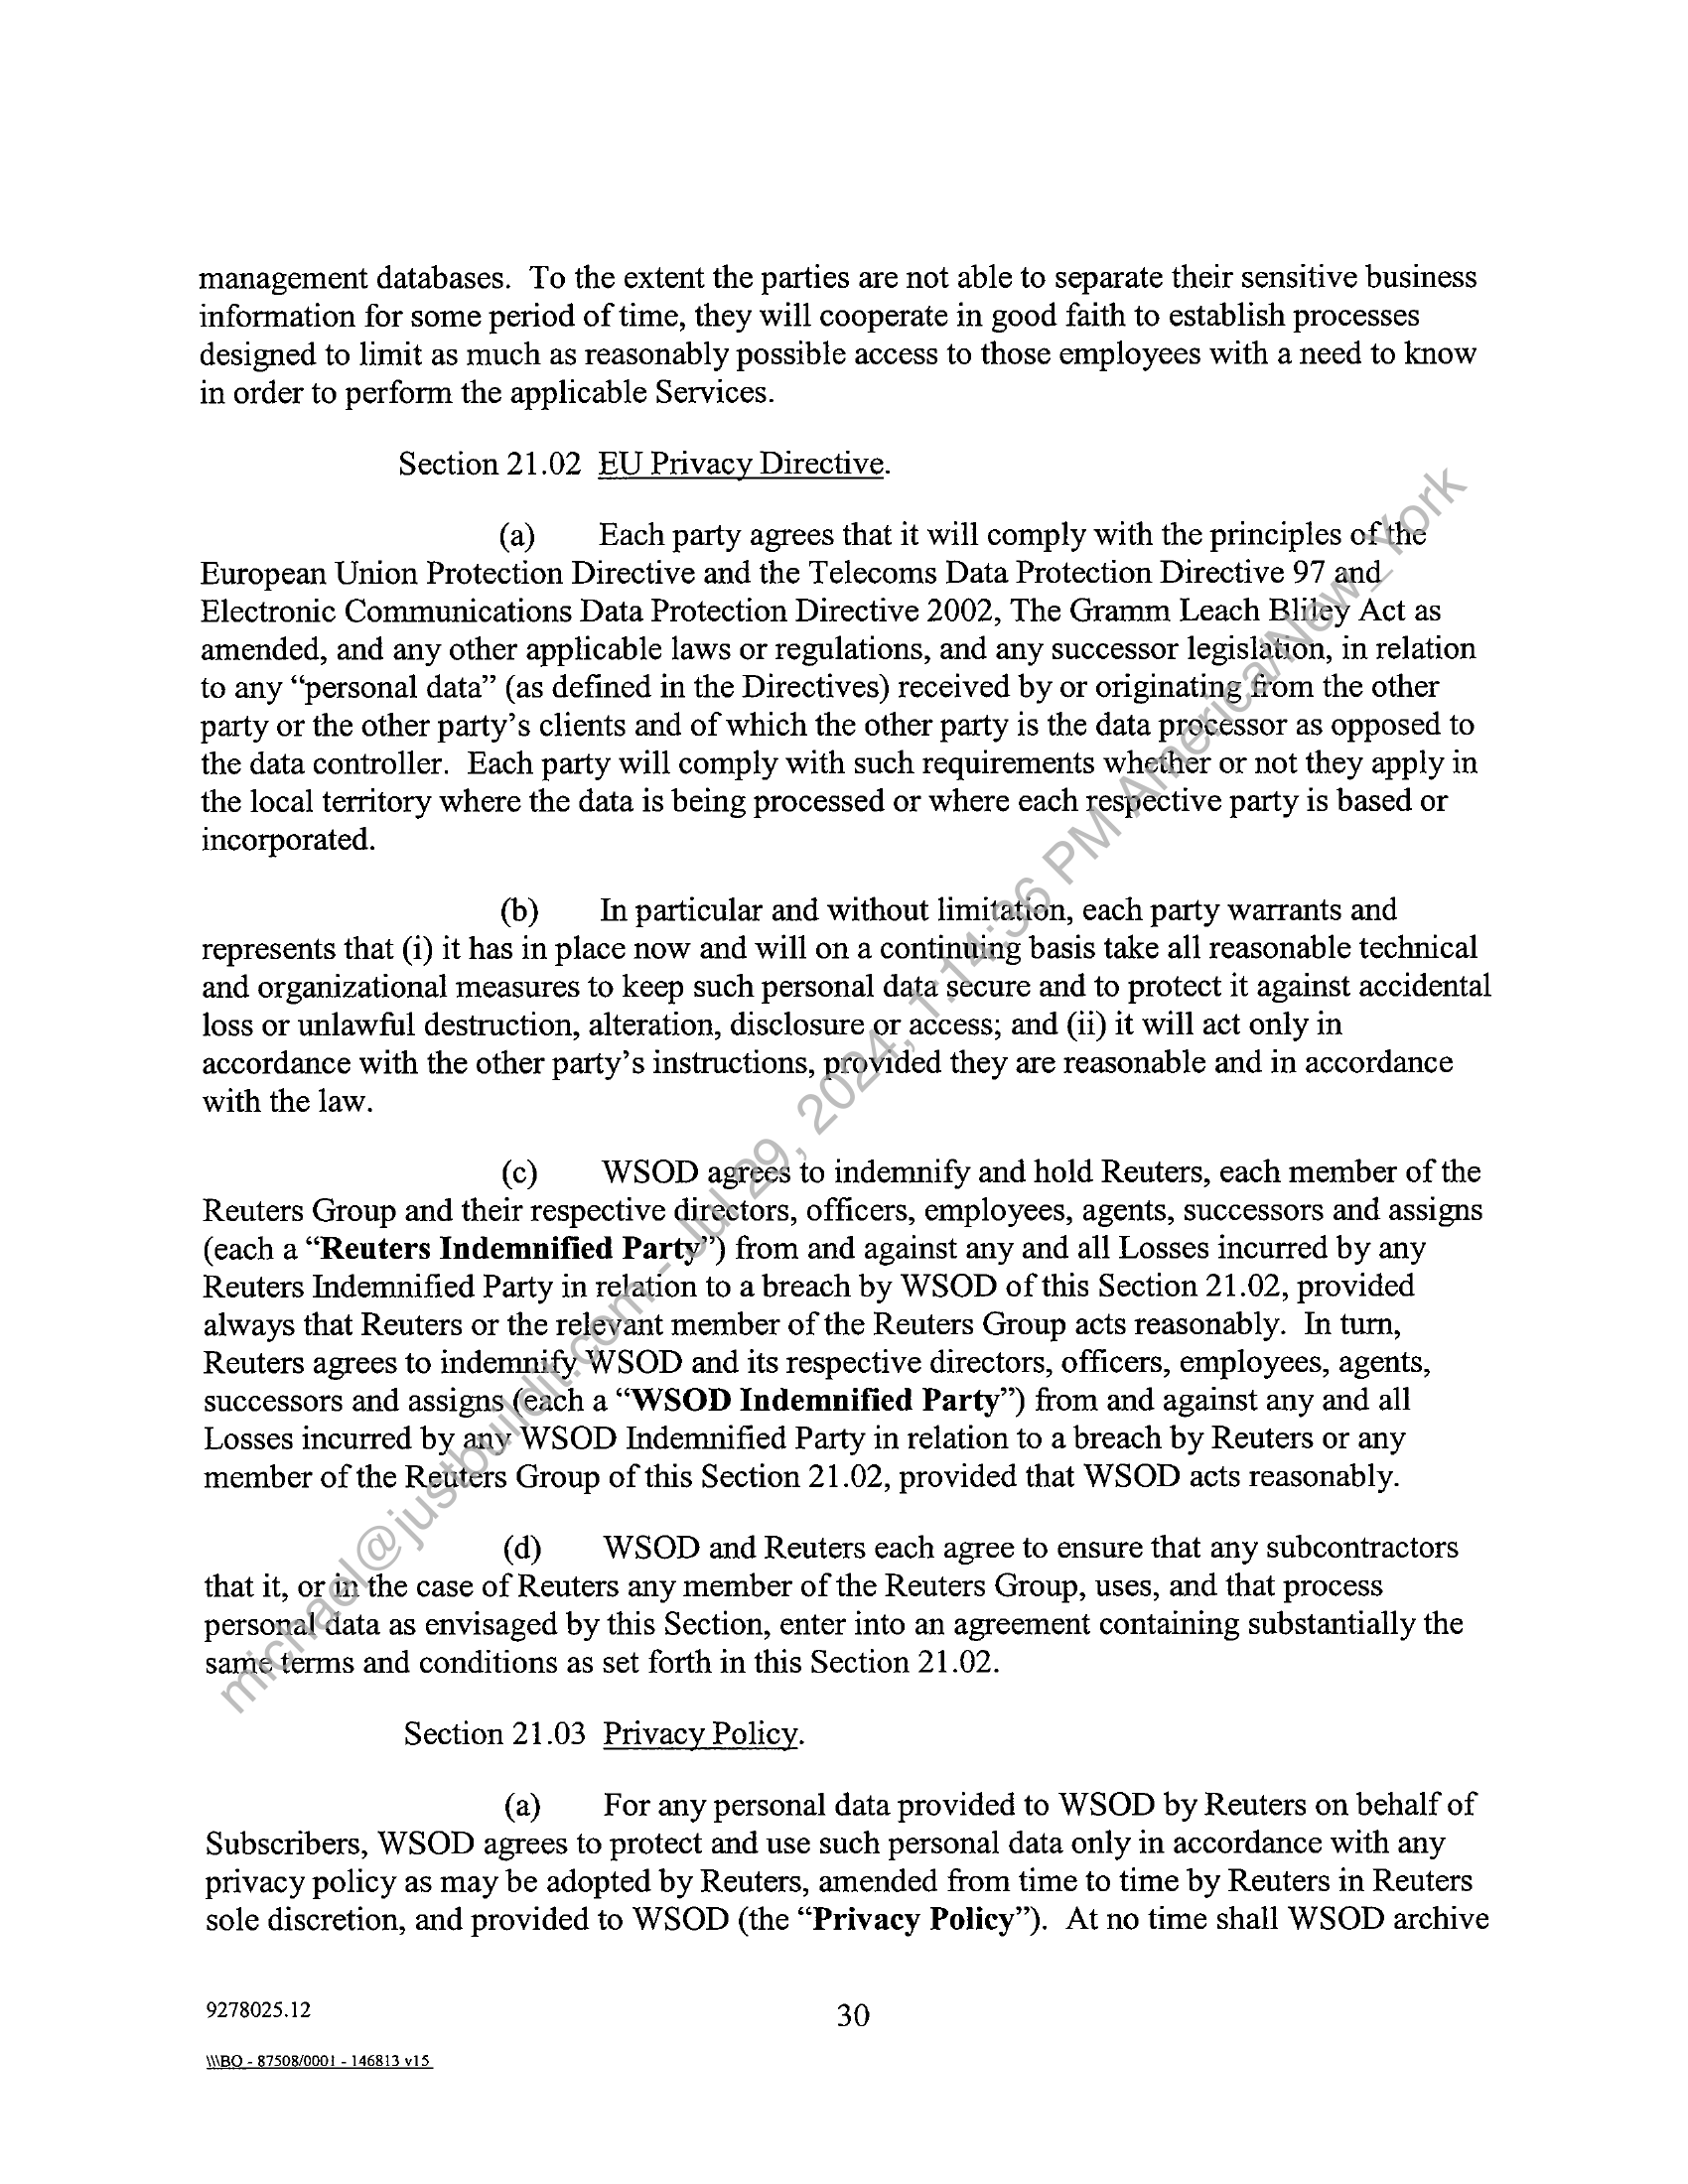 management databases.  To the extent the parties are not able to separate their sensitive business
information for some period of time, they will cooperate in good faith to establish processes
designed to limit as much as reasonably possible access to those employees with a need to know
in order to perform the applicable Services.
Section 21.02  EU Privacy Directive.
(a) Each party agrees that it will comply with the principles of the
European Union Protection Directive and the Telecoms Data Protection Directive 97 and
Electronic Communications Data Protection Directive 2002, The Gramm Leach Bliley Act as
amended, and any other applicable laws or regulations, and any successor legislation, in relation
to any “personal data” (as defined in the Directives) received by or originating from the other
party or the other party’s clients and of which the other party is the data processor as opposed to
the data controller.  Each party will comply with such requirements whether or not they apply in
the local territory where the data is being processed or where each respective party is based or
incorporated.
(b) In particular and without limitation, each party warrants and
represents that (i) it has in place now and will on a continuing basis take all reasonable technical
and organizational measures to keep such personal data secure and to protect it against accidental
loss or unlawful destruction, alteration, disclosure or access; and (ii) it will act only in
accordance with the other party’s instructions, provided they are reasonable and in accordance
with the law.
(c) WSOD agrees to indemnify and hold Reuters, each member of the
Reuters Group and their respective directors, officers, employees, agents, successors and assigns
(each a “Reuters Indemnified Party”) from and against any and all Losses incurred by any
Reuters Indemnified Party in relation to a breach by WSOD of this Section 21.02, provided
always that Reuters or the relevant member of the Reuters Group acts reasonably.  In turn,
Reuters agrees to indemnify WSOD and its respective directors, officers, employees, agents,
successors and assigns (each a “WSOD Indemnified Party”) from and against any and all
Losses incurred by any WSOD Indemnified Party in relation to a breach by Reuters or any
member of the Reuters Group of this Section 21.02, provided that WSOD acts reasonably.
(d) WSOD and Reuters each agree to ensure that any subcontractors
that it, or in the case of Reuters any member of the Reuters Group, uses, and that process
personal data as envisaged by this Section, enter into an agreement containing substantially the
same terms and conditions as set forth in this Section 21.02.
Section 21.03  Privacy Policy.
(a) For any personal data provided to WSOD by Reuters on behalf of
Subscribers, WSOD agrees to protect and use such personal data only in accordance with any
privacy policy as may be adopted by Reuters, amended from time to time by Reuters in Reuters
sole discretion, and provided to WSOD (the “Privacy Policy”).  At no time shall WSOD archive
9278025.12
30
\\\BO - 87508/0001 - 146813 v15
michael@justbuildit.com - Jul 29, 2024, 1:14:36 PM America/New_York